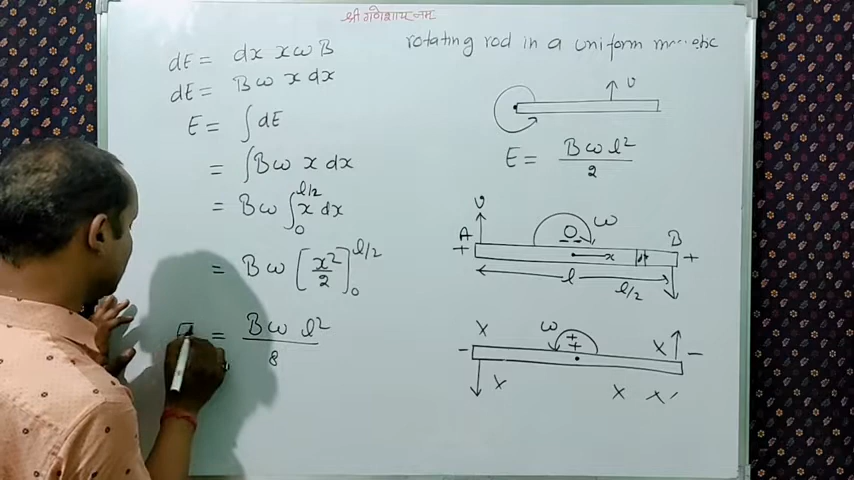 श्री गणेशाय नमः
rotating rod in a uniform
dE = dx xωB
dE = Bω x dx
E = ∫dE
= ∫Bω x dx
= Bω ∫₀^{l/2} x dx
= Bω [x²/2]₀^{l/2}
= Bω l²/8
υ
E = Bω l²/2
υ
ω
A
O
B
+
- -
x
+
l
l/2
ω
x
+ +
x
-
-
x
x
x